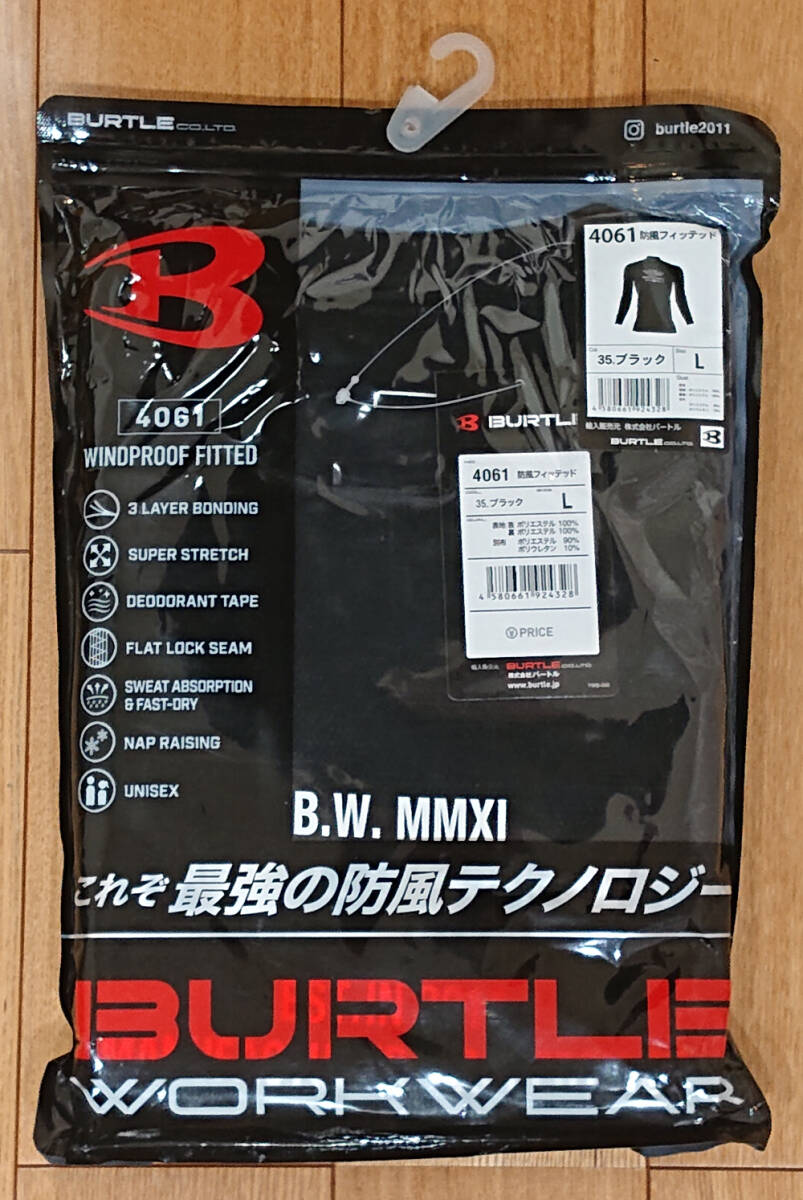 BURTLE CO.LTD.
burtle2011
4061
WINDPROOF FITTED
3 LAYER BONDING
SUPER STRETCH
DEODORANT TAPE
FLAT LOCK SEAM
SWEAT ABSORPTION
& FAST-DRY
NAP RAISING
UNISEX
4061 防風フィッテッド
35.ブラック
L
4 580661 924328
輸入販売元 株式会社バートル
BURTLE CO.LTD.
BURTLE
4061 防風フィッテッド
35.ブラック
L
表地 表 ポリエステル 100%
裏 ポリエステル 100%
別布 ポリエステル 90%
ポリウレタン 10%
4 580661 924328
PRICE
輸入販売元 BURTLE CO.LTD
株式会社バートル
www.burtle.jp
B.W. MMXI
これぞ 最強の防風テクノロジー
BURTLE
WORKWEAR